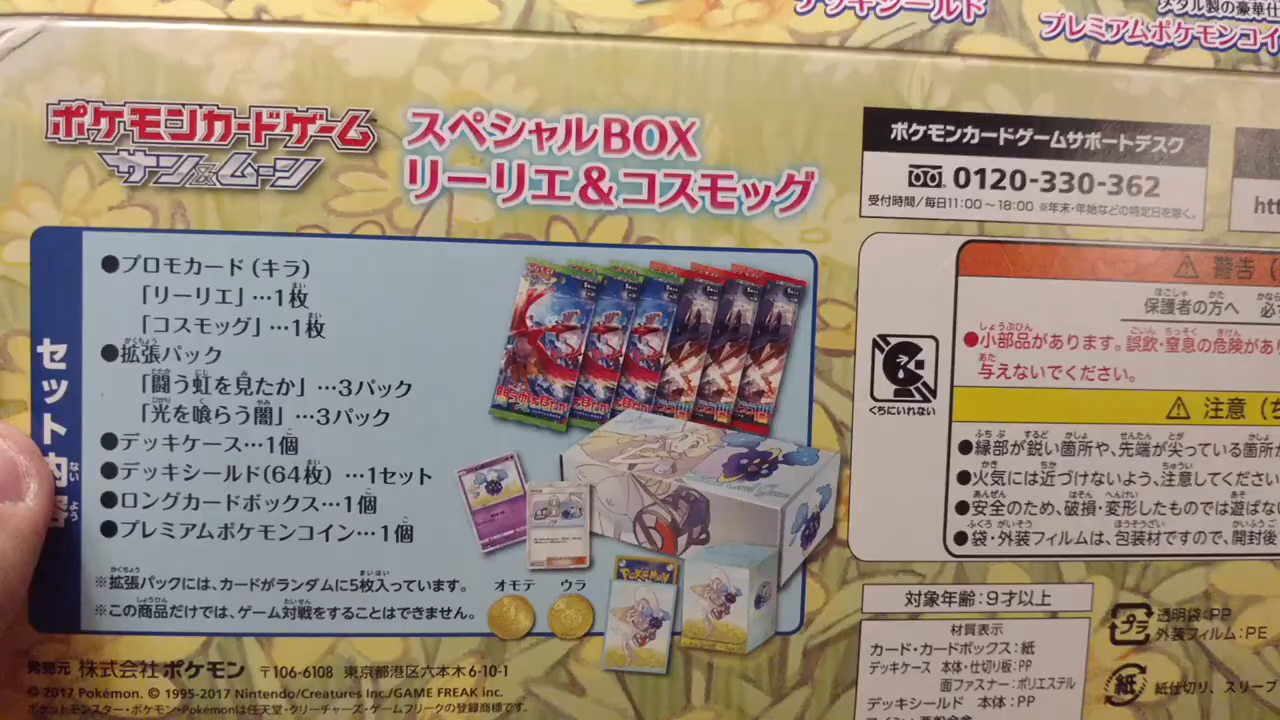 デッキシールド
メタル製の豪華仕
プレミアムポケモンコイン
ポケモンカードゲーム
サン&ムーン
スペシャルBOX
リーリエ&コスモッグ
セット内容
●プロモカード(キラ)
「リーリエ」…1枚
「コスモッグ」…1枚
●拡張パック
「闘う虹を見たか」…3パック
「光を喰らう闇」…3パック
●デッキケース…1個
●デッキシールド(64枚)…1セット
●ロングカードボックス…1個
●プレミアムポケモンコイン…1個
※拡張パックには、カードがランダムに5枚入っています。
※この商品だけでは、ゲーム対戦をすることはできません。
オモテ ウラ
POKÉMON
発売元 株式会社ポケモン 〒106-6108 東京都港区六本木6-10-1
© 2017 Pokémon. © 1995-2017 Nintendo/Creatures Inc./GAME FREAK inc.
ポケットモンスター・ポケモン・Pokémonは任天堂・クリーチャーズ・ゲームフリークの登録商標です。
ポケモンカードゲームサポートデスク
0120-330-362
受付時間/毎日11:00~18:00 ※年末・年始などの特定日を除く。
htt
警告(
保護者の方へ 必
●小部品があります。誤飲・窒息の危険があり
与えないでください。
くちにいれない
注意(
●縁部が鋭い箇所や、先端が尖っている箇所が
●火気には近づけないよう、注意してください
●安全のため、破損・変形したものでは遊ばな
●袋・外装フィルムは、包装材ですので、開封後
対象年齢:9才以上
材質表示
カード・カードボックス:紙
デッキケース 本体・仕切り板:PP
面ファスナー:ポリエステル
デッキシールド 本体:PP
コイン:亜鉛合金
プラ
透明袋:PP
外装フィルム:PE
紙
紙仕切り、スリーブ